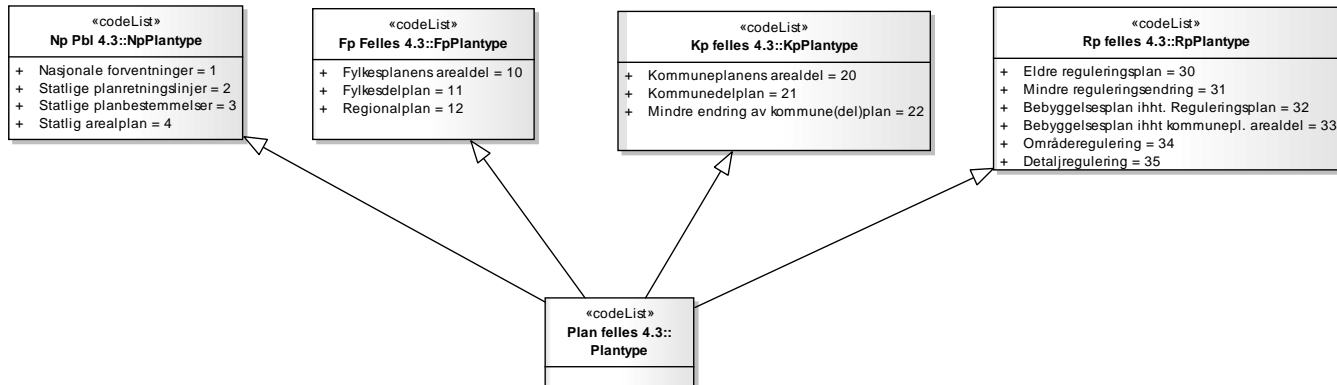 «codeList»
Np Pbl 4.3::NpPlantype
+ Nasjonale forventninger = 1
+ Statlige planretningslinjer = 2
+ Statlige planbestemmelser = 3
+ Statlig arealplan = 4
«codeList»
Fp Felles 4.3::FpPlantype
+ Fylkesplanens arealdel = 10
+ Fylkesdelplan = 11
+ Regionalplan = 12
«codeList»
Kp felles 4.3::KpPlantype
+ Kommuneplanens arealdel = 20
+ Kommunedelplan = 21
+ Mindre endring av kommune(del)plan = 22
«codeList»
Rp felles 4.3::RpPlantype
+ Eldre reguleringsplan = 30
+ Mindre reguleringsendring = 31
+ Bebyggelsesplan ihht. Reguleringsplan = 32
+ Bebyggelsesplan ihht kommunepl. arealdel = 33
+ Områderegulering = 34
+ Detaljregulering = 35
«codeList»
Plan felles 4.3::
Plantype